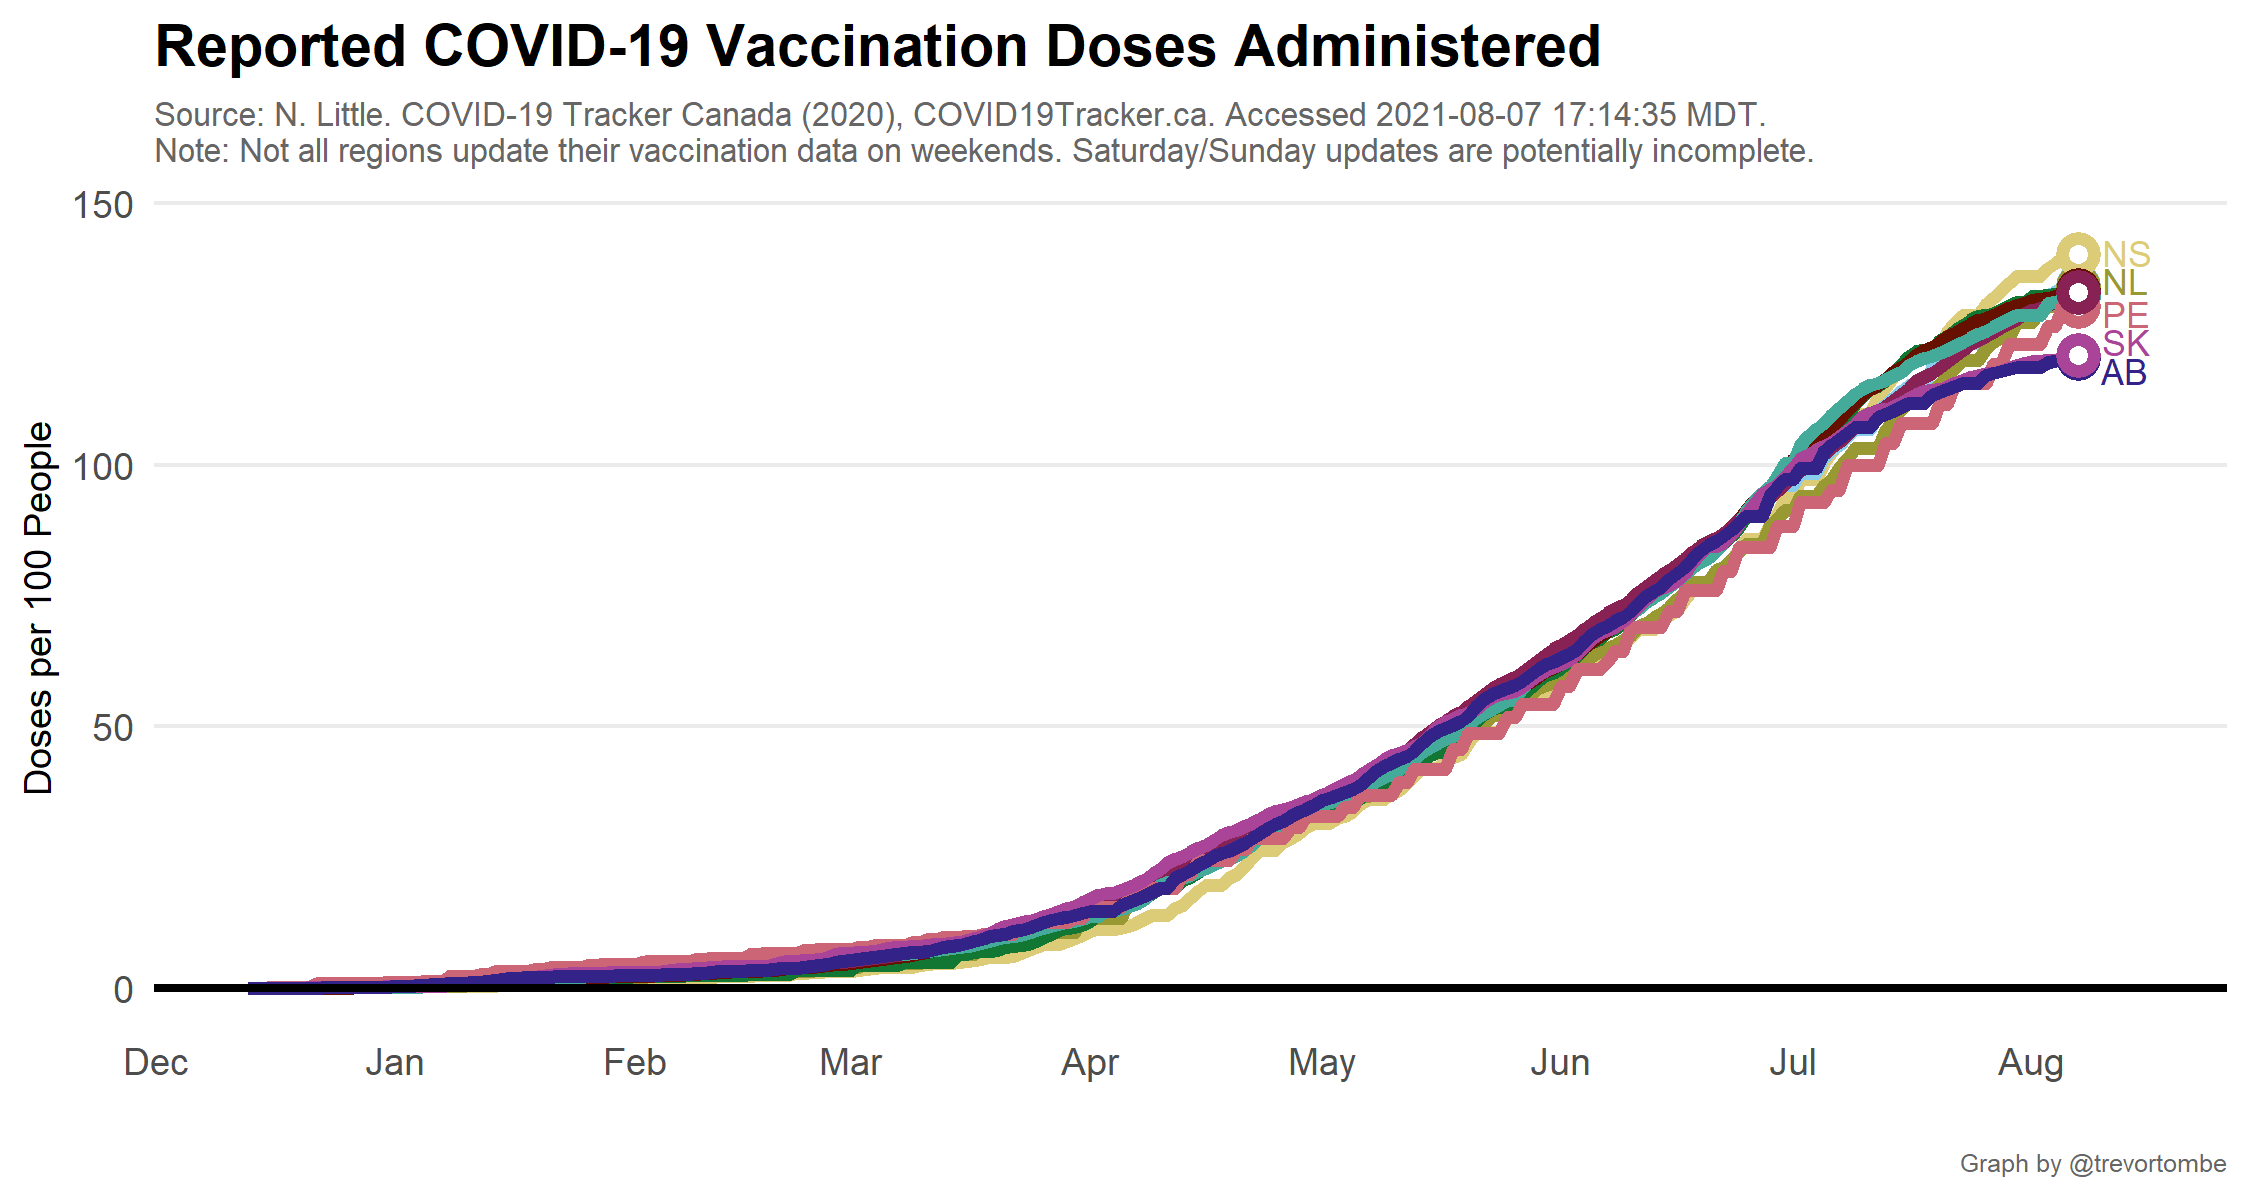 Reported COVID-19 Vaccination Doses Administered
Source: N. Little. COVID-19 Tracker Canada (2020), COVID19Tracker.ca. Accessed 2021-08-07 17:14:35 MDT.
Note: Not all regions update their vaccination data on weekends. Saturday/Sunday updates are potentially incomplete.
Doses per 100 People
150
100
50
0
NS
NL
PE
SK
AB
Dec Jan Feb Mar Apr May Jun Jul Aug
Graph by @trevortombe